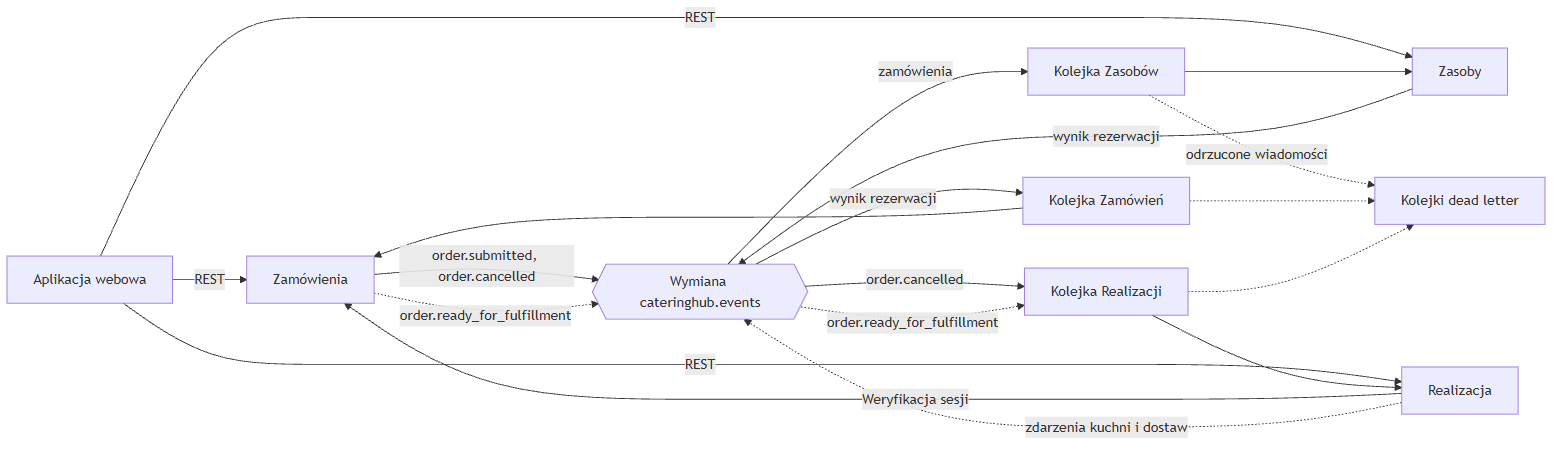 REST
zamówienia
Kolejka Zasobów
Zasoby
wynik rezerwacji
odrzucone wiadomości
wynik rezerwacji
Kolejka Zamówień
Kolejki dead letter
Aplikacja webowa
REST
Zamówienia
order.submitted,
order.cancelled
order.ready_for_fulfillment
Wymiana
cateringhub.events
order.cancelled
order.ready_for_fulfillment
Kolejka Realizacji
REST
Weryfikacja sesji
Realizacja
zdarzenia kuchni i dostaw